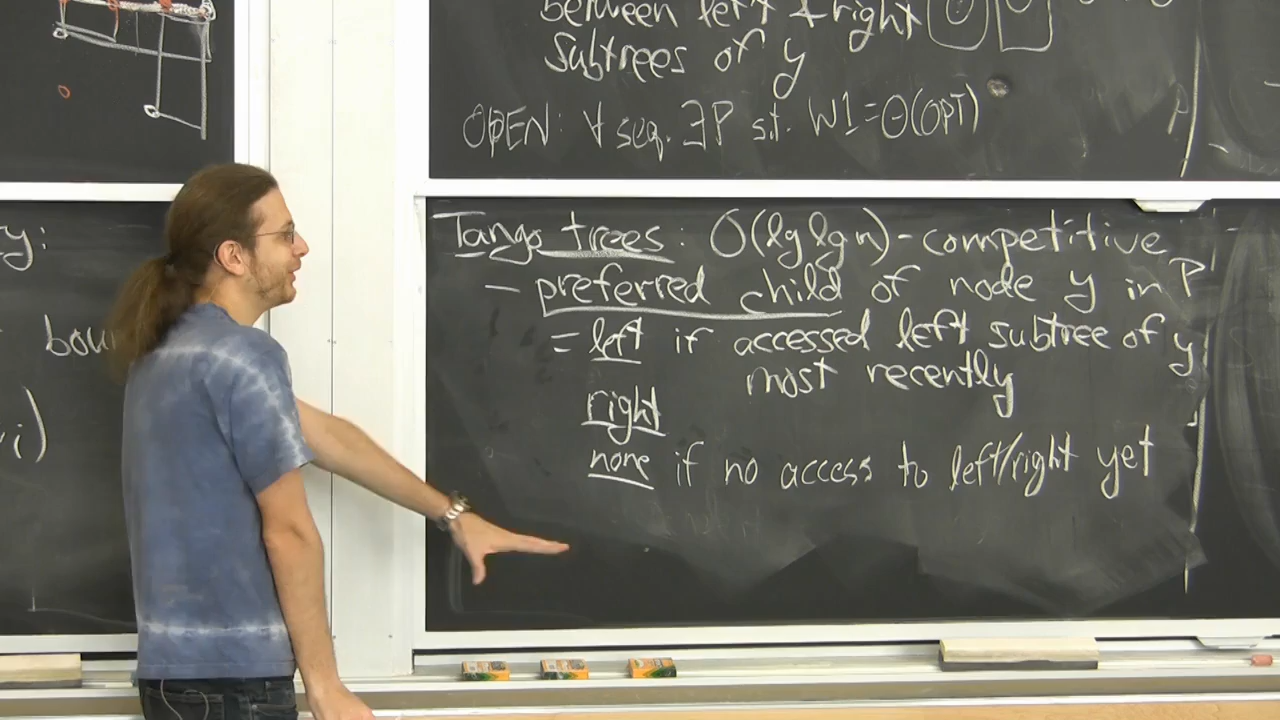 between left + right
subtrees of y
OPEN: ∀ seq. ∃P s.t. W1=Θ(OPT)
P
y:
bou
i)
Tango trees: O(lg lg n)-competitive
- preferred child of node y in P
= left if accessed left subtree of y
most recently
right
none if no access to left/right yet